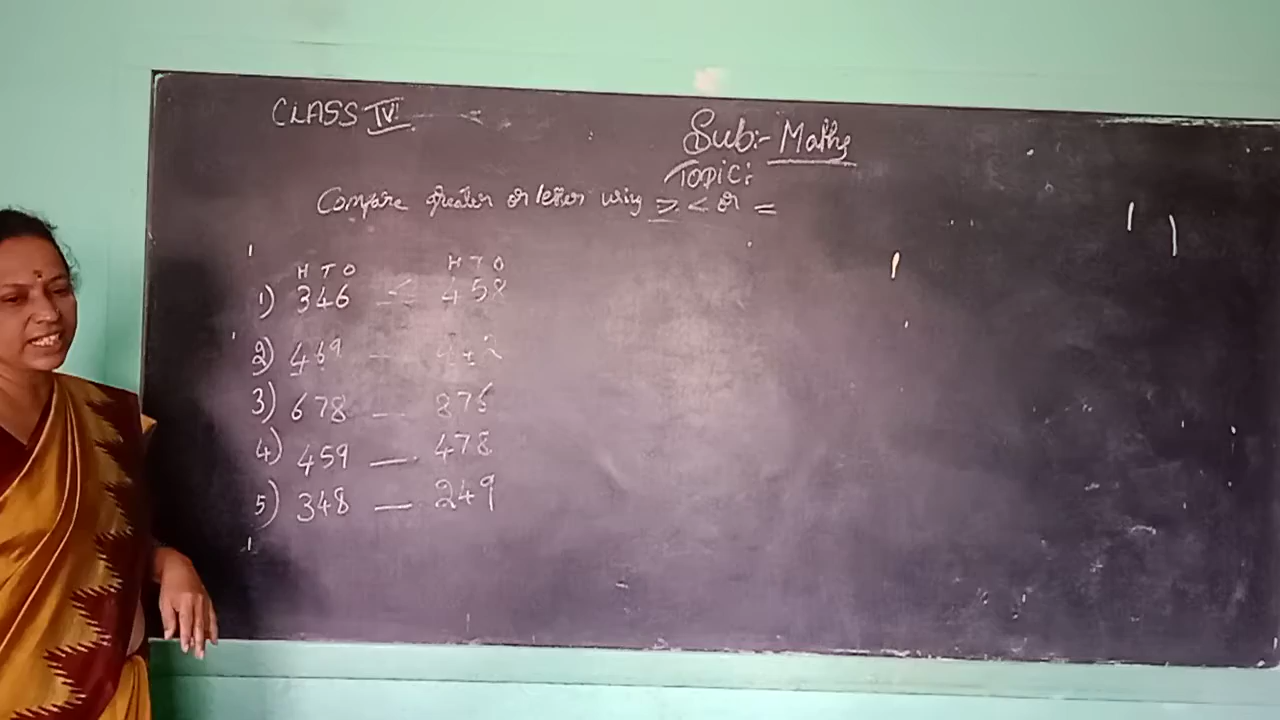 CLASS IV
Sub:- Maths
TOPIC:
Compare greater or lesser using > < or =
H T O H T O
1) 346 < 458
2) 469 —
3) 678 — 876
4) 459 — 478
5) 348 — 249